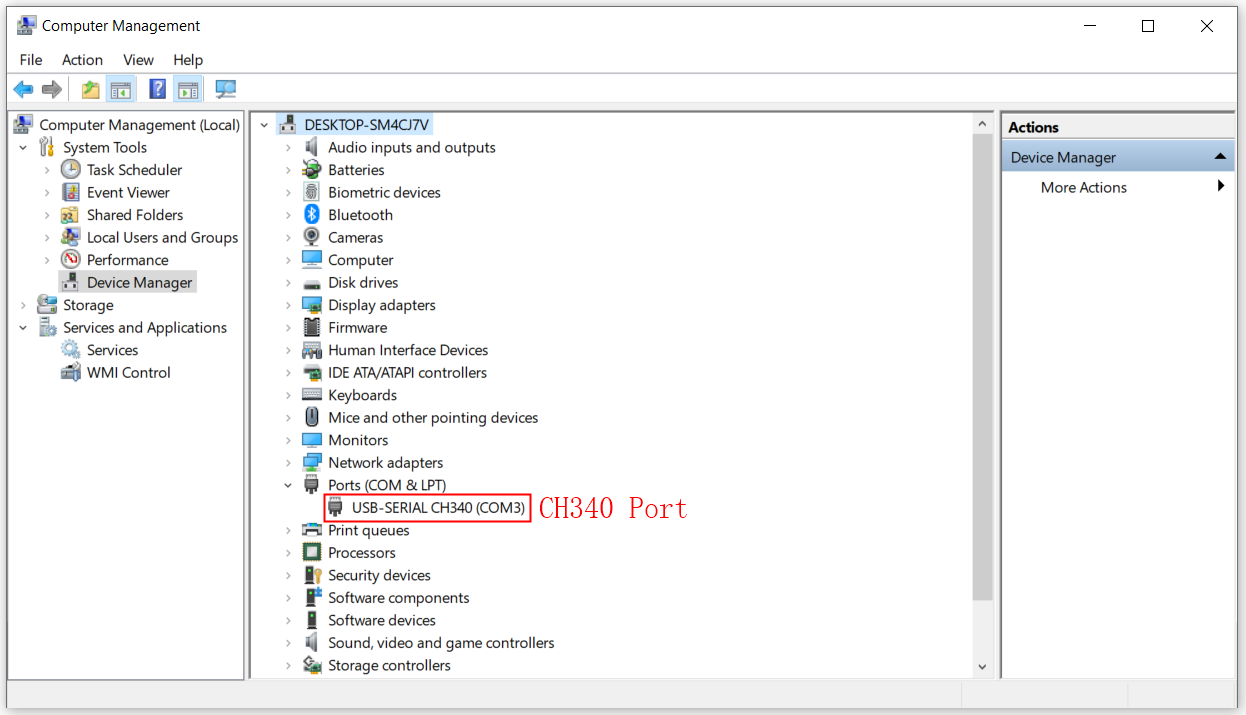 Computer Management
File Action View Help
Computer Management (Local)
System Tools
Task Scheduler
Event Viewer
Shared Folders
Local Users and Groups
Performance
Device Manager
Storage
Services and Applications
Services
WMI Control
DESKTOP-SM4CJ7V
Audio inputs and outputs
Batteries
Biometric devices
Bluetooth
Cameras
Computer
Disk drives
Display adapters
Firmware
Human Interface Devices
IDE ATA/ATAPI controllers
Keyboards
Mice and other pointing devices
Monitors
Network adapters
Ports (COM & LPT)
USB-SERIAL CH340 (COM3) CH340 Port
Print queues
Processors
Security devices
Software components
Software devices
Sound, video and game controllers
Storage controllers
Actions
Device Manager
More Actions